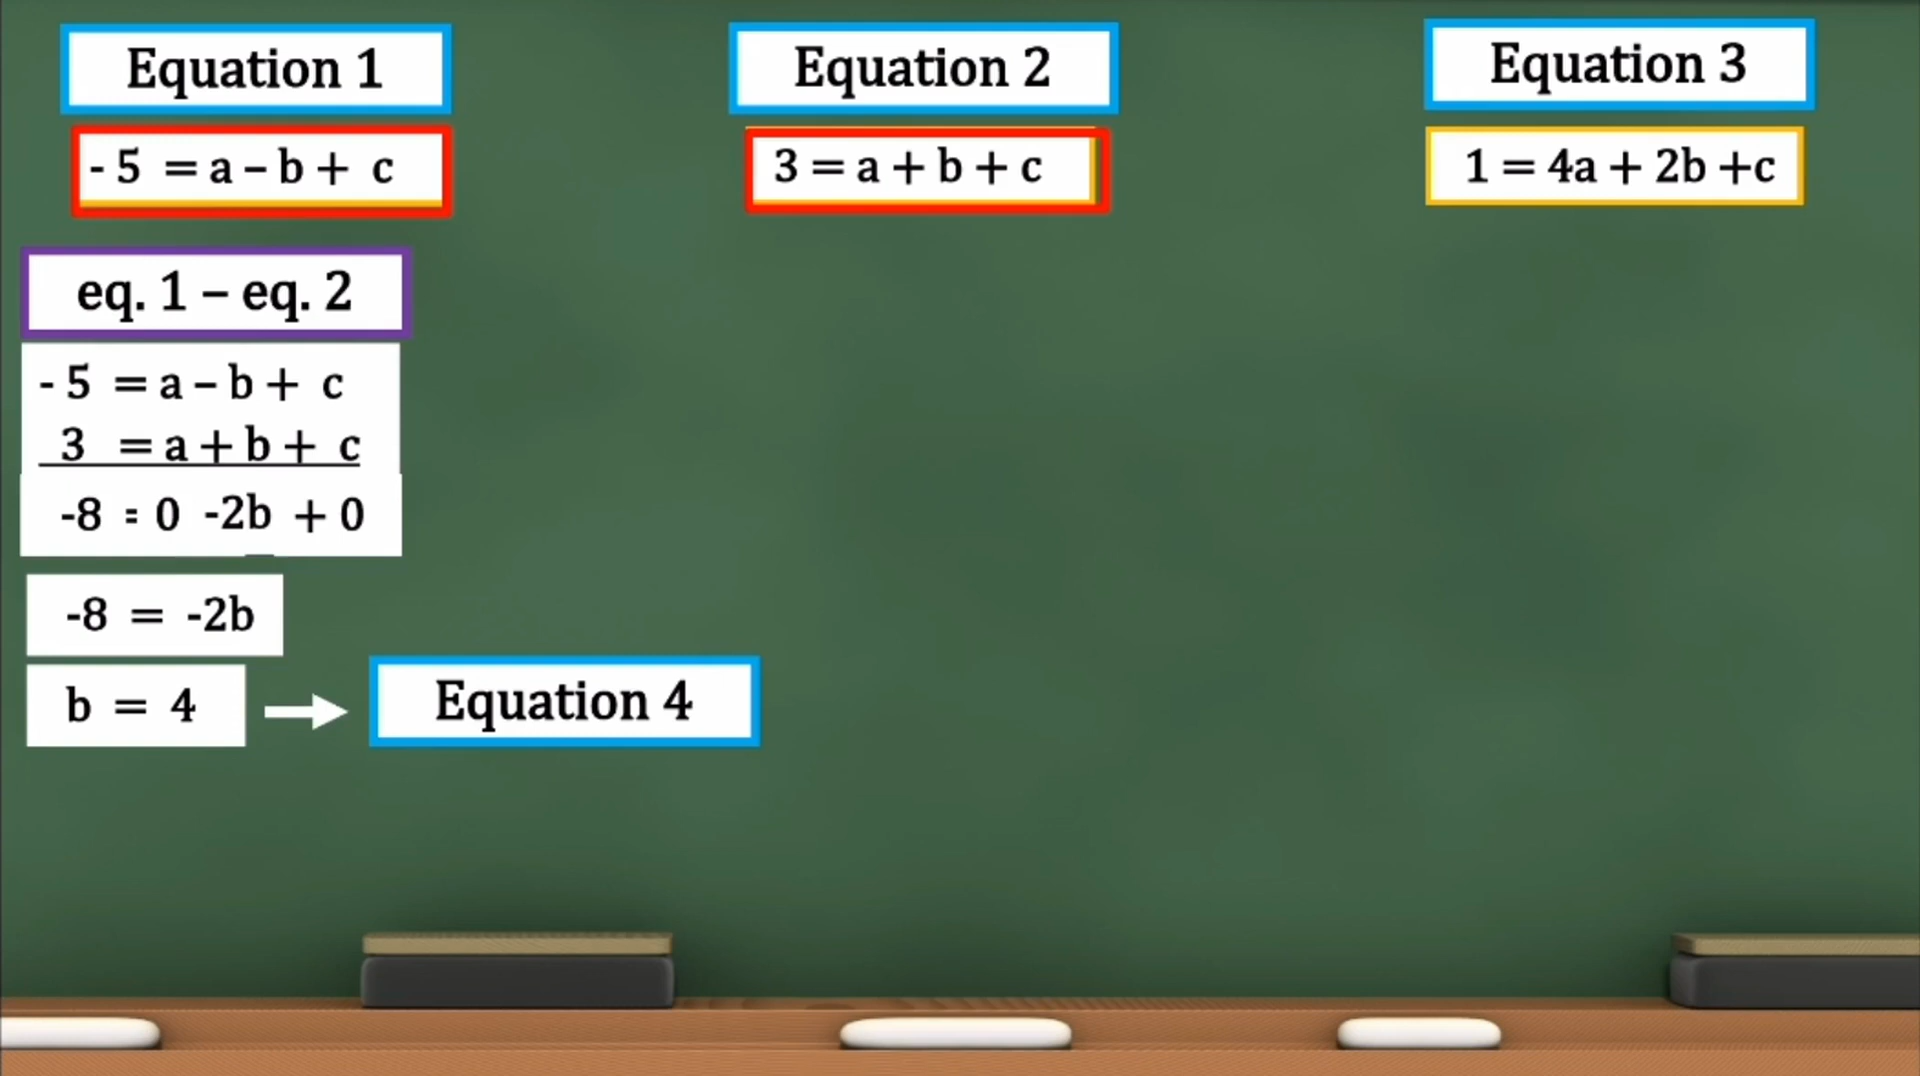 Equation 1
- 5 = a – b + c
Equation 2
3 = a + b + c
Equation 3
1 = 4a + 2b +c
eq. 1 – eq. 2
- 5 = a – b + c
3 = a + b + c
-8 = 0 -2b + 0
-8 = -2b
b = 4
Equation 4